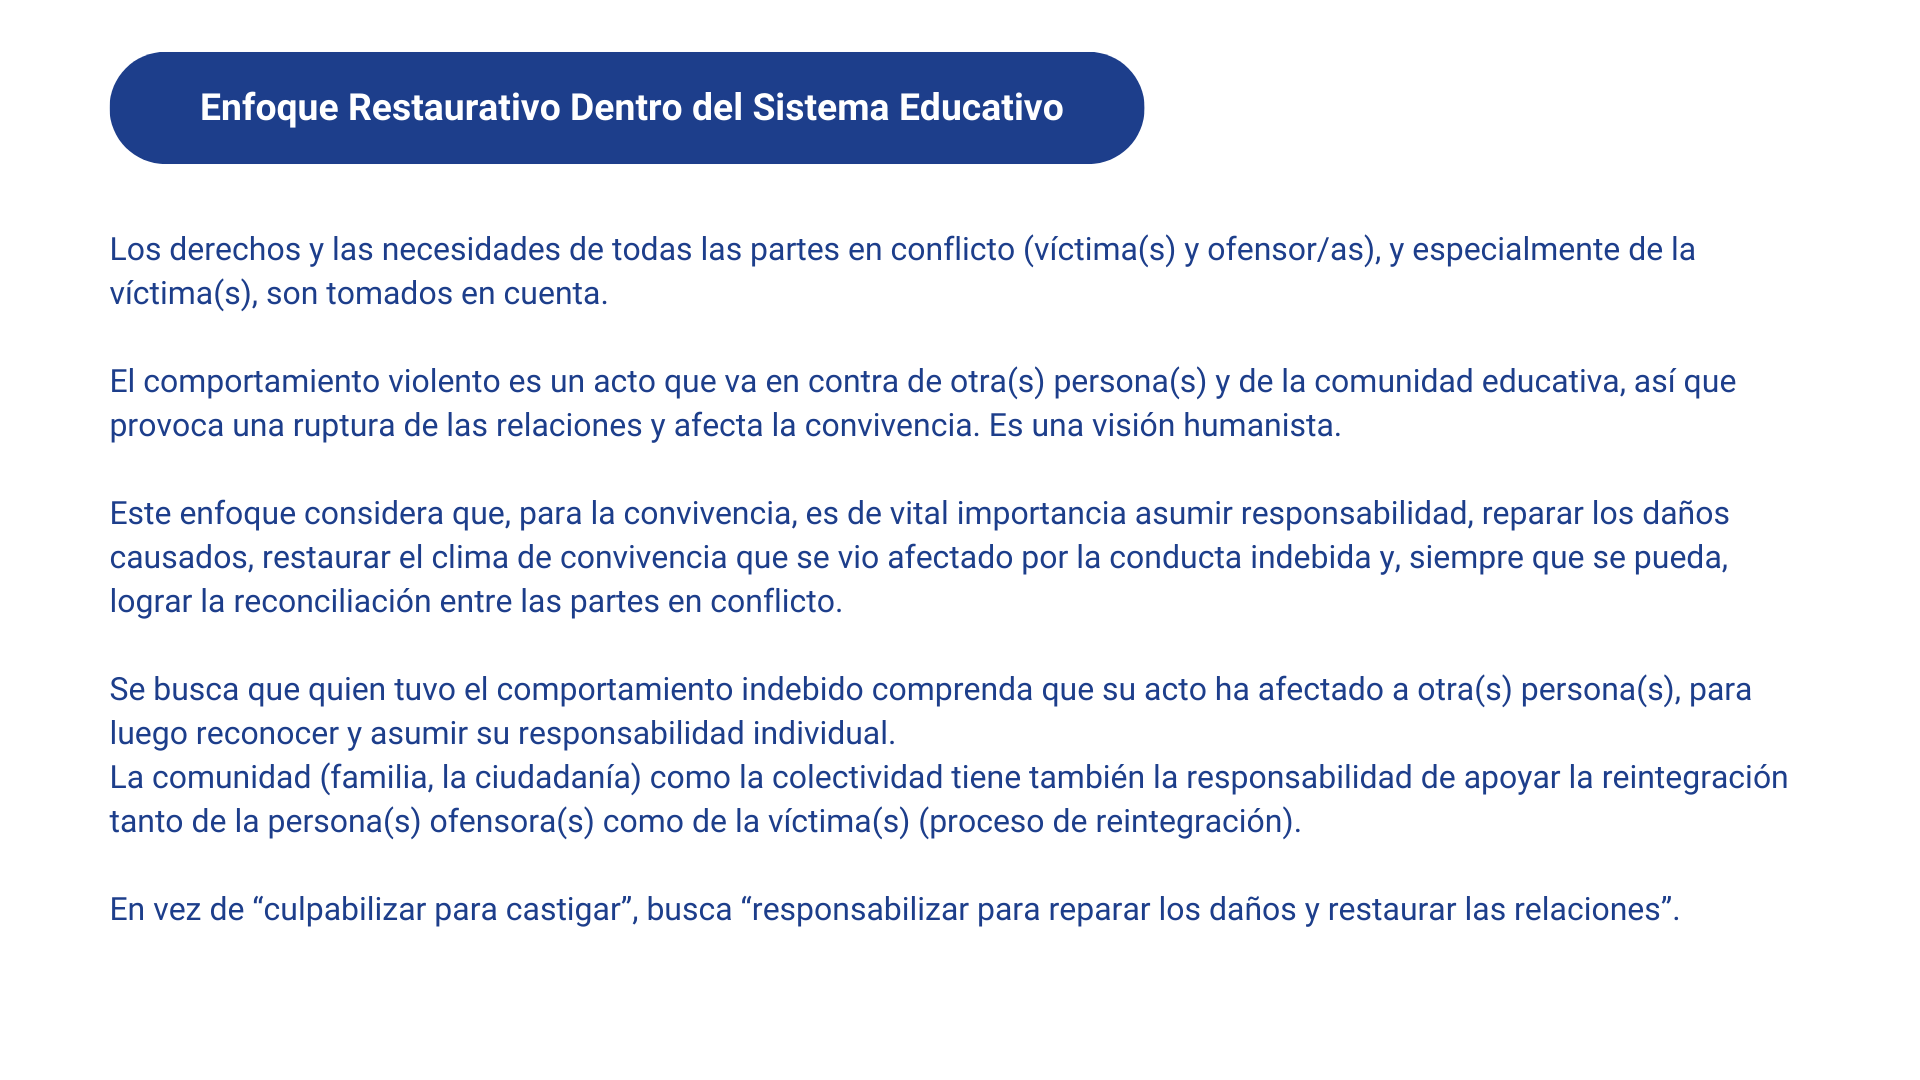 Enfoque Restaurativo Dentro del Sistema Educativo
Los derechos y las necesidades de todas las partes en conflicto (víctima(s) y ofensor/as), y especialmente de la
víctima(s), son tomados en cuenta.
El comportamiento violento es un acto que va en contra de otra(s) persona(s) y de la comunidad educativa, así que
provoca una ruptura de las relaciones y afecta la convivencia. Es una visión humanista.
Este enfoque considera que, para la convivencia, es de vital importancia asumir responsabilidad, reparar los daños
causados, restaurar el clima de convivencia que se vio afectado por la conducta indebida y, siempre que se pueda,
lograr la reconciliación entre las partes en conflicto.
Se busca que quien tuvo el comportamiento indebido comprenda que su acto ha afectado a otra(s) persona(s), para
luego reconocer y asumir su responsabilidad individual.
La comunidad (familia, la ciudadanía) como la colectividad tiene también la responsabilidad de apoyar la reintegración
tanto de la persona(s) ofensora(s) como de la víctima(s) (proceso de reintegración).
En vez de “culpabilizar para castigar”, busca “responsabilizar para reparar los daños y restaurar las relaciones”.